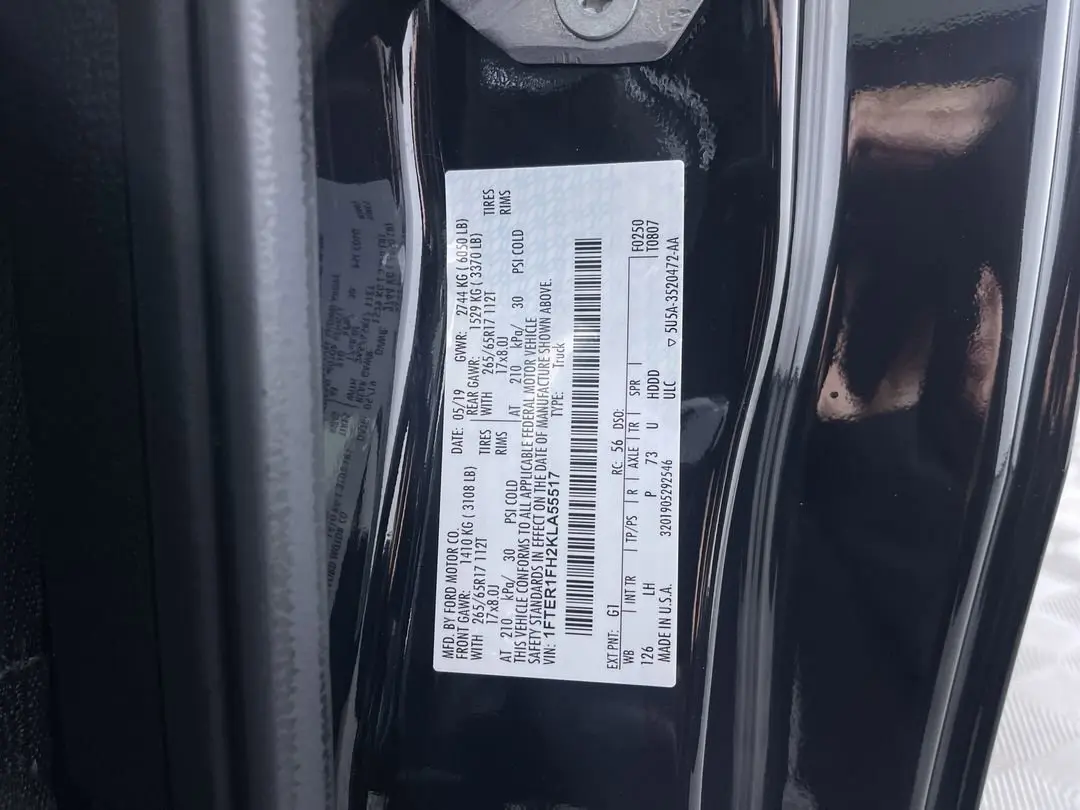 MFD. BY FORD MOTOR CO.
DATE: 05/19 GVWR: 2744 KG ( 6050 LB)
FRONT GAWR: 1410 KG ( 3108 LB) REAR GAWR: 1529 KG ( 3370 LB)
WITH 265/65R17 112T TIRES WITH 265/65R17 112T TIRES
17x8.0J RIMS 17x8.0J RIMS
AT 210 kPa/ 30 PSI COLD AT 210 kPa/ 30 PSI COLD
THIS VEHICLE CONFORMS TO ALL APPLICABLE FEDERAL MOTOR VEHICLE
SAFETY STANDARDS IN EFFECT ON THE DATE OF MANUFACTURE SHOWN ABOVE.
VIN: 1FTER1FH2KLA55517 TYPE: Truck
EXT PNT: G1 RC: 56 DSO: F0250
WB INT TR TP/PS R AXLE TR SPR T0807
126 LH P 73 U HDDD
MADE IN U.S.A. 3201905292546 ULC
▽ 5U5A-3520472-AA